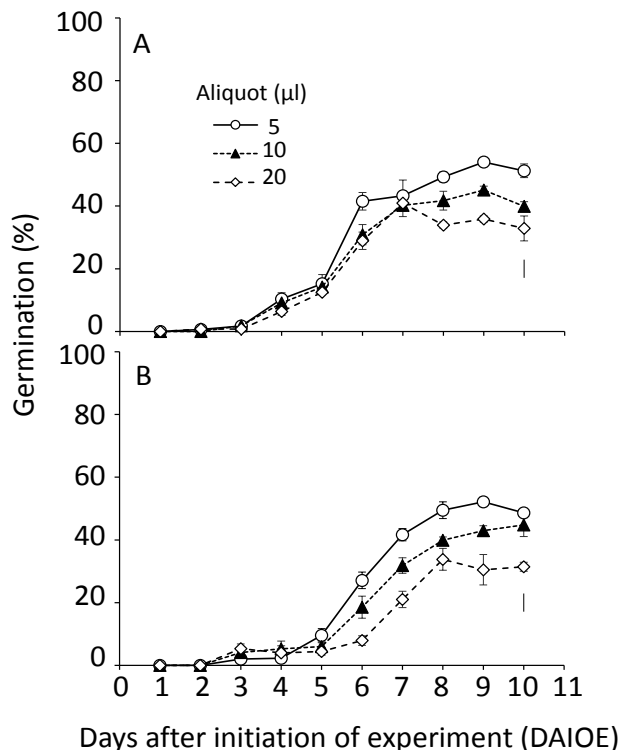 100
A
80
Aliquot (µl)
5
60
10
20
40
20
0
Germination (%)
100
B
80
60
40
20
0
0 1 2 3 4 5 6 7 8 9 10 11
Days after initiation of experiment (DAIOE)